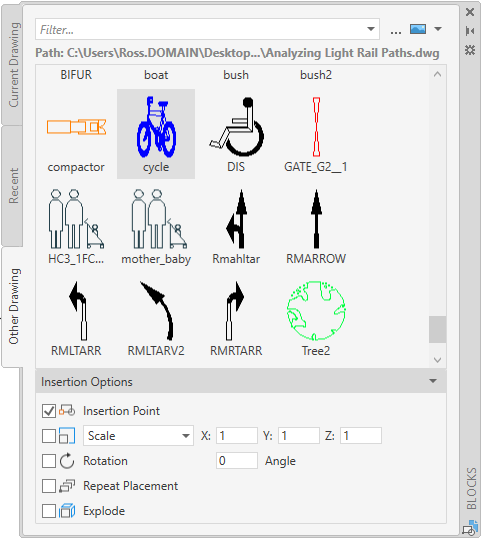 Filter...
...
Path: C:\Users\Ross.DOMAIN\Desktop...\Analyzing Light Rail Paths.dwg
Current Drawing
Recent
Other Drawing
BIFUR boat bush bush2
compactor cycle DIS GATE_G2__1
HC3_1FC... mother_baby Rmahltar RMARROW
RMLTARR RMLTARV2 RMRTARR Tree2
Insertion Options
Insertion Point
Scale X: 1 Y: 1 Z: 1
Rotation 0 Angle
Repeat Placement
Explode
BLOCKS